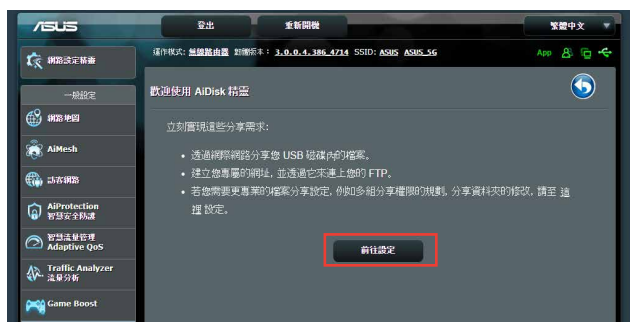 ASUS
登出
重新開機
繁體中文
運作模式: 無線路由器 韌體版本: 3.0.0.4.386_4714 SSID: ASUS ASUS_5G
App
網路設定精靈
一般設定
網路地圖
AiMesh
訪客網路
AiProtection
智慧安全防護
智慧流量管理
Adaptive QoS
Traffic Analyzer
流量分析
Game Boost
歡迎使用 AiDisk 精靈
立刻實現這些分享需求:
• 透過網際網路分享您 USB 磁碟內的檔案。
• 建立您專屬的網址, 並透過它來連上您的 FTP。
• 若您需要更專業的檔案分享設定, 例如多組分享權限的規劃, 分享資料夾的修改, 請至 這
裡 設定。
前往設定